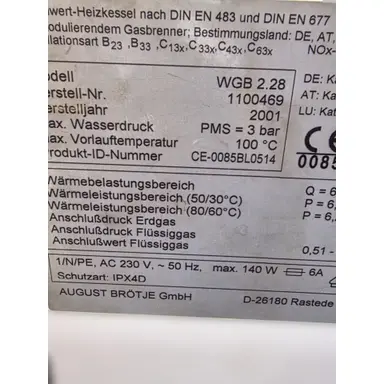 wert-Heizkessel nach DIN EN 483 und DIN EN 677
odulierendem Gasbrenner; Bestimmungsland: DE, AT,
llationsart B23 ,B33 ,C13x, C33x, C43x, C63x NOx-
odell WGB 2.28 DE: Ka
erstell-Nr. 1100469 AT: Kat
erstelljahr 2001 LU: Kat
ax. Wasserdruck PMS = 3 bar
ax. Vorlauftemperatur 100 °C CE
Produkt-ID-Nummer CE-0085BL0514 0085
Wärmebelastungsbereich Q = 6
Wärmeleistungsbereich (50/30°C) P = 6,
Wärmeleistungsbereich (80/60°C) P = 6,
Anschlußdruck Erdgas
Anschlußdruck Flüssiggas
Anschlußwert Flüssiggas 0,51 -
1/N/PE, AC 230 V, ~ 50 Hz, max. 140 W 6A
Schutzart: IPX4D
AUGUST BRÖTJE GmbH D-26180 Rastede